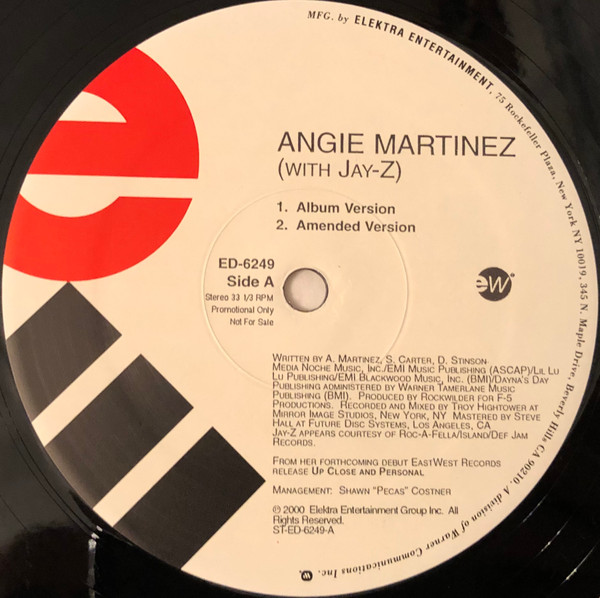 MFG. by ELEKTRA ENTERTAINMENT, 75 Rockefeller Plaza, New York NY 10019, 345 N. Maple Drive, Beverly Hills CA 90210. A division of Warner Communications Inc.
ANGIE MARTINEZ
(WITH JAY-Z)
1. Album Version
2. Amended Version
ED-6249
Side A
Stereo 33 1/3 RPM
Promotional Only
Not For Sale
ew
WRITTEN BY A. MARTINEZ, S. CARTER, D. STINSON
MEDIA NOCHE MUSIC, INC./EMI MUSIC PUBLISHING (ASCAP)/LIL LU
LU PUBLISHING/EMI BLACKWOOD MUSIC, INC. (BMI)/DAYNA'S DAY
PUBLISHING ADMINISTERED BY WARNER TAMERLANE MUSIC
PUBLISHING (BMI). PRODUCED BY ROCKWILDER FOR F-5
PRODUCTIONS. RECORDED AND MIXED BY TROY HIGHTOWER AT
MIRROR IMAGE STUDIOS, NEW YORK, NY MASTERED BY STEVE
HALL AT FUTURE DISC SYSTEMS, LOS ANGELES, CA
JAY-Z APPEARS COURTESY OF ROC-A-FELLA/ISLAND/DEF JAM
RECORDS.
FROM HER FORTHCOMING DEBUT EASTWEST RECORDS
RELEASE UP CLOSE AND PERSONAL
MANAGEMENT: SHAWN "PECAS" COSTNER
℗ 2000 Elektra Entertainment Group Inc. All
Rights Reserved.
ST-ED-6249-A